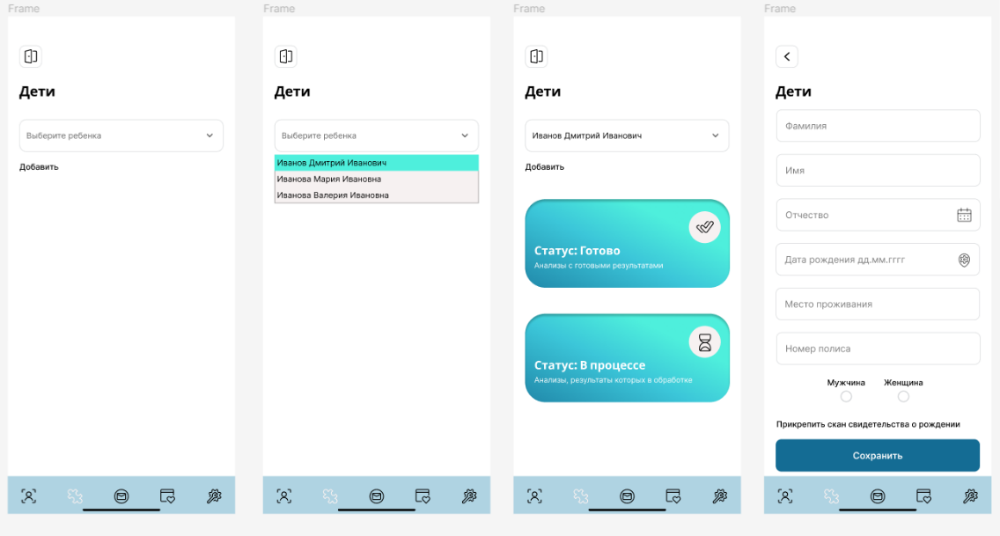 Frame
Дети
Выберите ребенка
Добавить
Frame
Дети
Выберите ребенка
Иванов Дмитрий Иванович
Иванова Мария Ивановна
Иванова Валерия Ивановна
Frame
Дети
Иванов Дмитрий Иванович
Добавить
Статус: Готово
Анализы с готовыми результатами
Статус: В процессе
Анализы, результаты которых в обработке
Frame
Дети
Фамилия
Имя
Отчество
Дата рождения дд.мм.гггг
Место проживания
Номер полиса
Мужчина Женщина
Прикрепить скан свидетельства о рождении
Сохранить